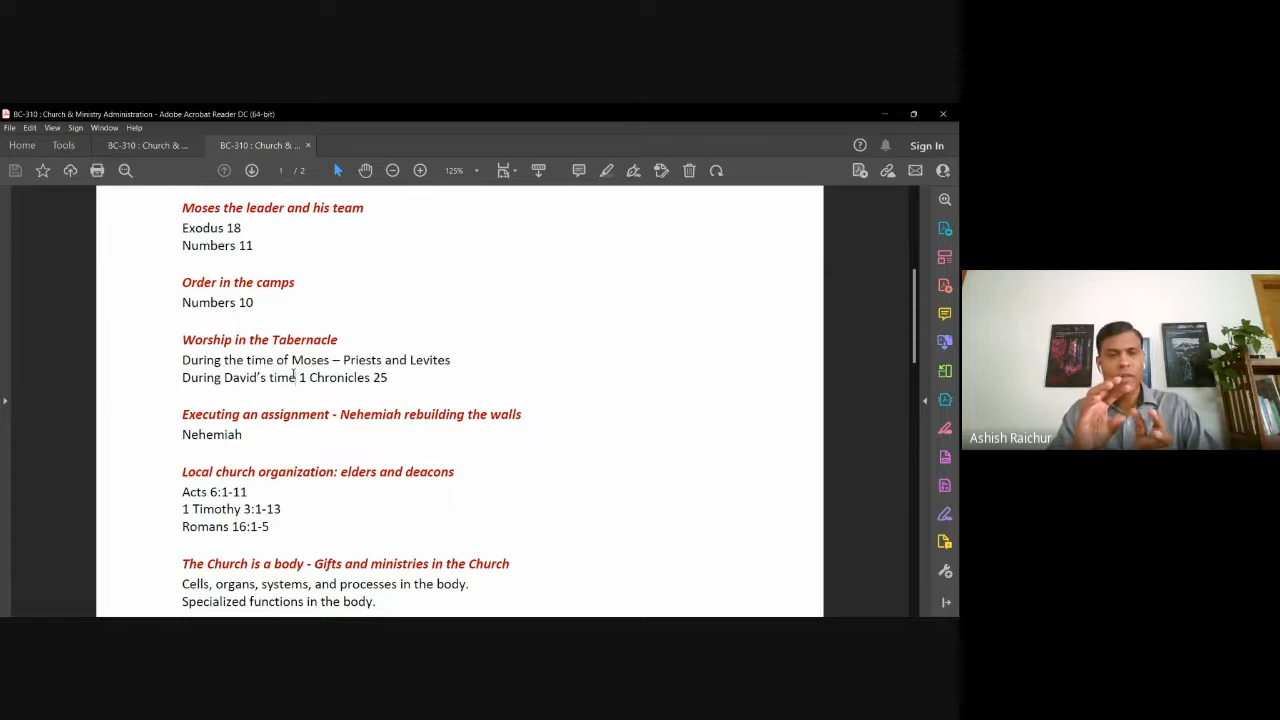 BC-310 : Church & Ministry Administration - Adobe Acrobat Reader DC (64-bit)
File Edit View Sign Window Help
Home Tools BC-310 : Church & ... BC-310 : Church & ... × Sign In
1 / 2 125%
Moses the leader and his team
Exodus 18
Numbers 11
Order in the camps
Numbers 10
Worship in the Tabernacle
During the time of Moses – Priests and Levites
During David's time 1 Chronicles 25
Executing an assignment - Nehemiah rebuilding the walls
Nehemiah
Local church organization: elders and deacons
Acts 6:1-11
1 Timothy 3:1-13
Romans 16:1-5
The Church is a body - Gifts and ministries in the Church
Cells, organs, systems, and processes in the body.
Specialized functions in the body.
Ashish Raichur